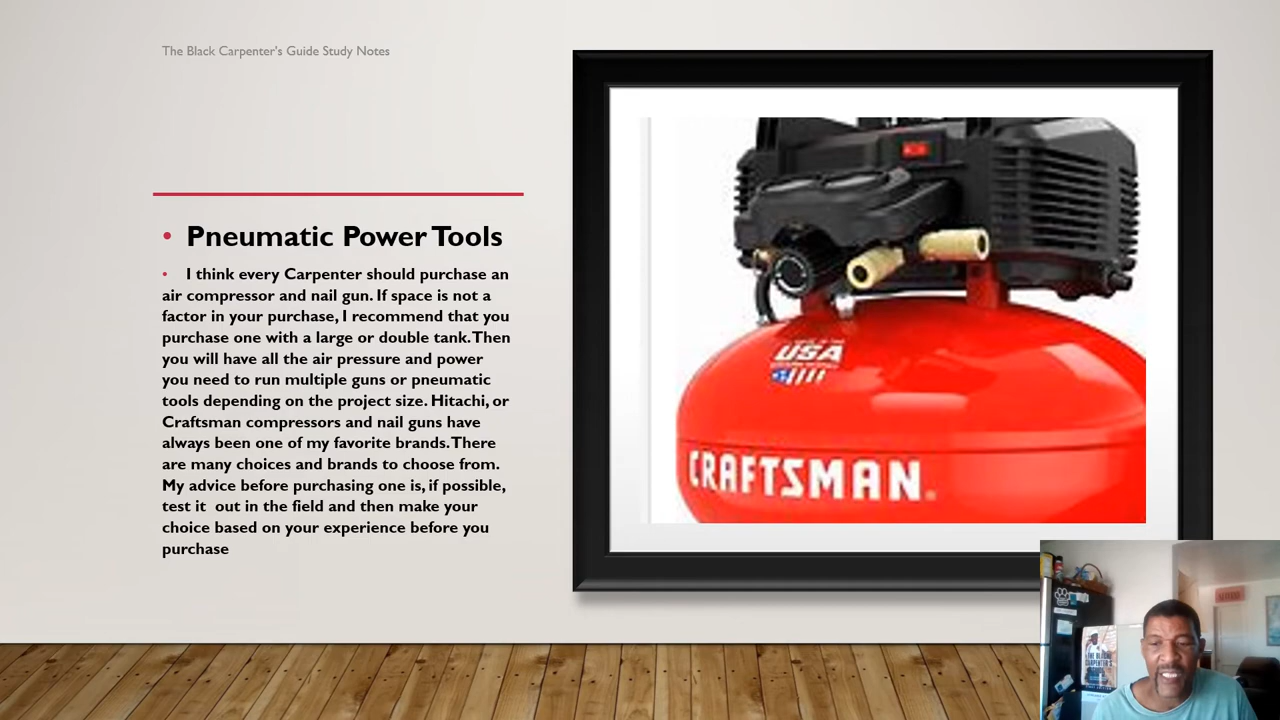 The Black Carpenter's Guide Study Notes
• Pneumatic Power Tools
• I think every Carpenter should purchase an
air compressor and nail gun. If space is not a
factor in your purchase, I recommend that you
purchase one with a large or double tank. Then
you will have all the air pressure and power
you need to run multiple guns or pneumatic
tools depending on the project size. Hitachi, or
Craftsman compressors and nail guns have
always been one of my favorite brands. There
are many choices and brands to choose from.
My advice before purchasing one is, if possible,
test it  out in the field and then make your
choice based on your experience before you
purchase
USA
CRAFTSMAN
THE BLACK
CARPENTER'S